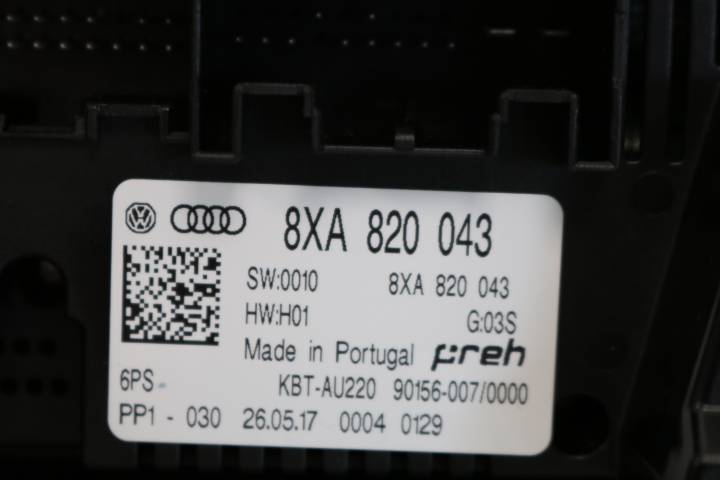 8XA 820 043
SW:0010 8XA 820 043
HW:H01 G:03S
Made in Portugal preh
6PS KBT-AU220 90156-007/0000
PP1 - 030 26.05.17 0004 0129